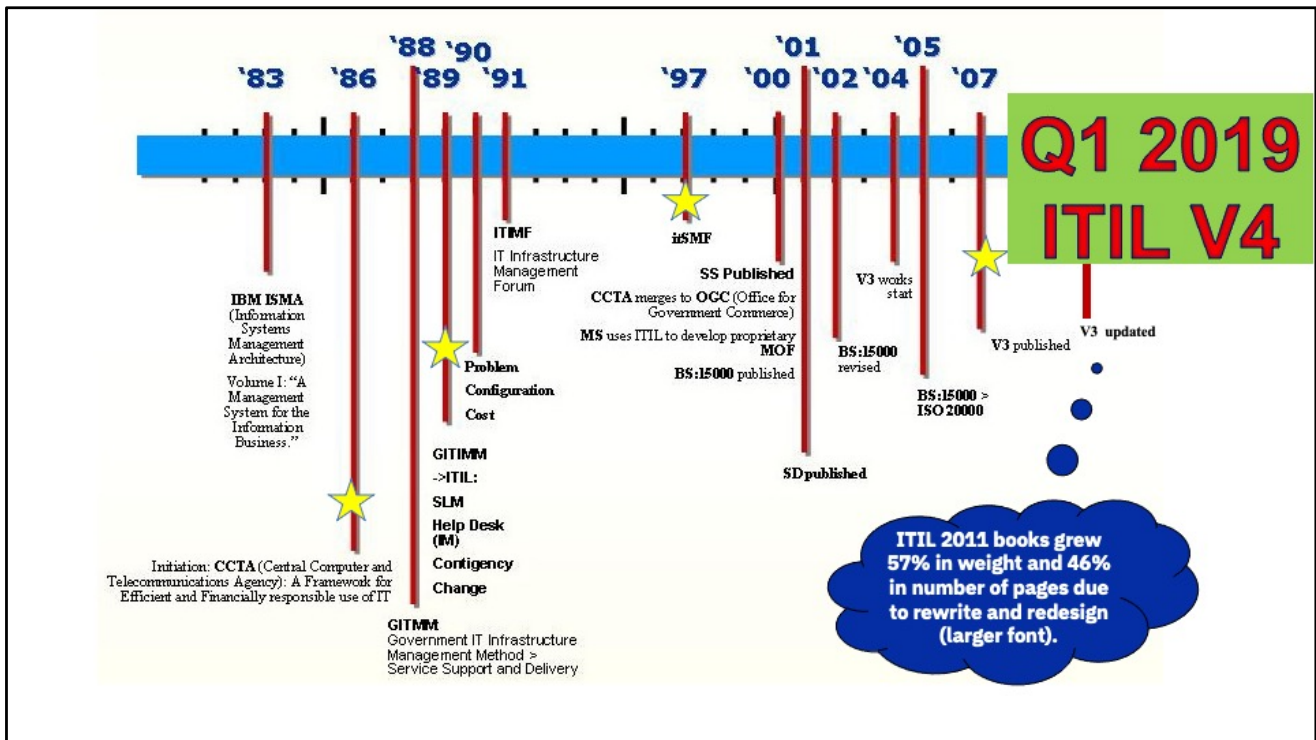 ‘88 ‘90
‘01
‘05
‘83
‘86
‘89
‘91
‘97
‘00
‘02
‘04
‘07
Q1 2019
ITIL V4
IBM ISMA
(Information
Systems
Management
Architecture)
Volume I: “A
Management
System for the
Information
Business.”
Initiation: CCTA (Central Computer and
Telecommunications Agency): A Framework for
Efficient and Financially responsible use of IT
GITMM:
Government IT Infrastructure
Management Method >
Service Support and Delivery
Problem
Configuration
Cost
GITIMM
->ITIL:
SLM
Help Desk
(IM)
Contigency
Change
ITIMF
IT Infrastructure
Management
Forum
itSMF
SS Published
CCTA merges to OGC (Office for
Government Commerce)
MS uses ITIL to develop proprietary
MOF
BS:15000 published
SD published
BS:15000
revised
V3 works
start
BS:15000 >
ISO 20000
V3 published
V3 updated
ITIL 2011 books grew
57% in weight and 46%
in number of pages due
to rewrite and redesign
(larger font).